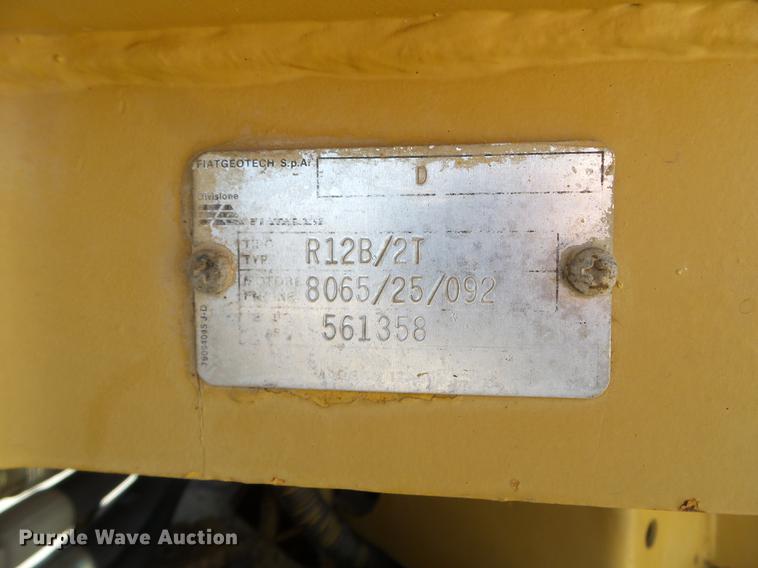 FIATGEOTECH S.p.A.
D
Divisione
TYP R12B/2T
8065/25/092
561358
Purple Wave Auction